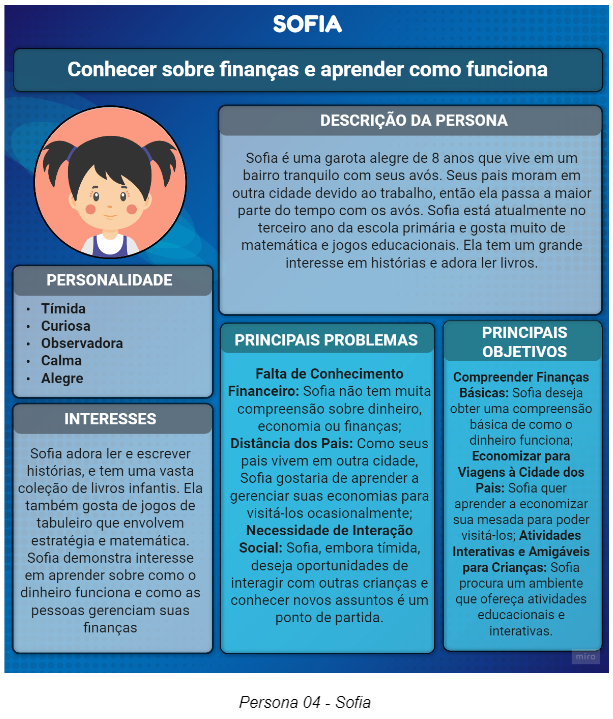 SOFIA
Conhecer sobre finanças e aprender como funciona
DESCRIÇÃO DA PERSONA
Sofia é uma garota alegre de 8 anos que vive em um
bairro tranquilo com seus avós. Seus pais moram em
outra cidade devido ao trabalho, então ela passa a maior
parte do tempo com os avós. Sofia está atualmente no
terceiro ano da escola primária e gosta muito de
matemática e jogos educacionais. Ela tem um grande
interesse em histórias e adora ler livros.
PERSONALIDADE
• Tímida
• Curiosa
• Observadora
• Calma
• Alegre
INTERESSES
Sofia adora ler e escrever
histórias, e tem uma vasta
coleção de livros infantis. Ela
também gosta de jogos de
tabuleiro que envolvem
estratégia e matemática.
Sofia demonstra interesse
em aprender sobre como o
dinheiro funciona e como as
pessoas gerenciam suas
finanças
PRINCIPAIS PROBLEMAS
Falta de Conhecimento
Financeiro: Sofia não tem muita
compreensão sobre dinheiro,
economia ou finanças;
Distância dos Pais: Como seus
pais vivem em outra cidade,
Sofia gostaria de aprender a
gerenciar suas economias para
visitá-los ocasionalmente;
Necessidade de Interação
Social: Sofia, embora tímida,
deseja oportunidades de
interagir com outras crianças e
conhecer novos assuntos é um
ponto de partida.
PRINCIPAIS
OBJETIVOS
Compreender Finanças
Básicas: Sofia deseja
obter uma compreensão
básica de como o
dinheiro funciona;
Economizar para
Viagens à Cidade dos
Pais: Sofia quer
aprender a economizar
sua mesada para poder
visitá-los; Atividades
Interativas e Amigáveis
para Crianças: Sofia
procura um ambiente
que ofereça atividades
educacionais e
interativas.
miro
Persona 04 - Sofia